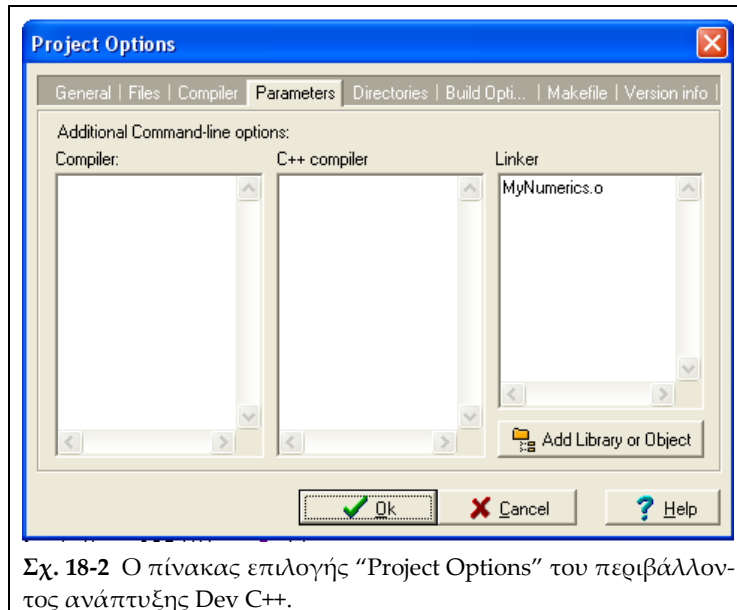 Project Options
General | Files | Compiler | Parameters | Directories | Build Opti... | Makefile | Version info |
Additional Command-line options:
Compiler:
C++ compiler
Linker
MyNumerics.o
Add Library or Object
Ok
Cancel
Help
Σχ. 18-2 Ο πίνακας επιλογής “Project Options” του περιβάλλον-
τος ανάπτυξης Dev C++.